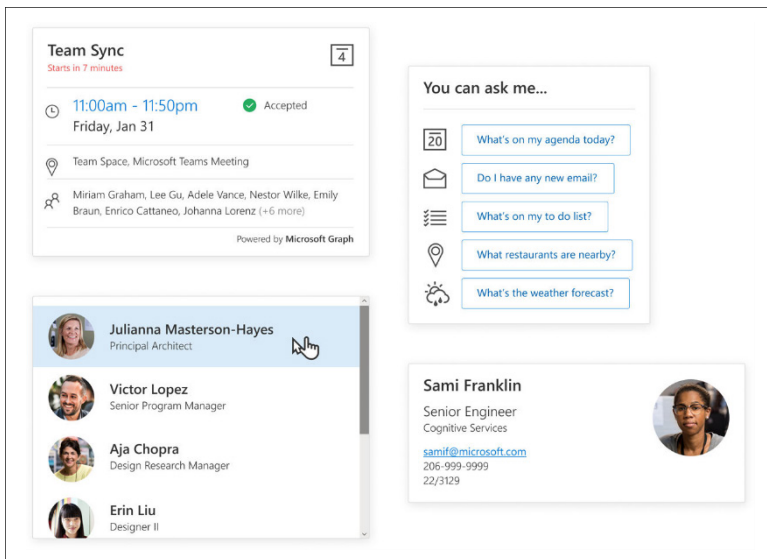 Team Sync
Starts in 7 minutes
4
11:00am - 11:50pm
Accepted
Friday, Jan 31
Team Space, Microsoft Teams Meeting
Miriam Graham, Lee Gu, Adele Vance, Nestor Wilke, Emily
Braun, Enrico Cattaneo, Johanna Lorenz (+6 more)
Powered by Microsoft Graph
You can ask me...
20
What's on my agenda today?
Do I have any new email?
What's on my to do list?
What restaurants are nearby?
What's the weather forecast?
Julianna Masterson-Hayes
Principal Architect
Victor Lopez
Senior Program Manager
Aja Chopra
Design Research Manager
Erin Liu
Designer II
Sami Franklin
Senior Engineer
Cognitive Services
samif@microsoft.com
206-999-9999
22/3129